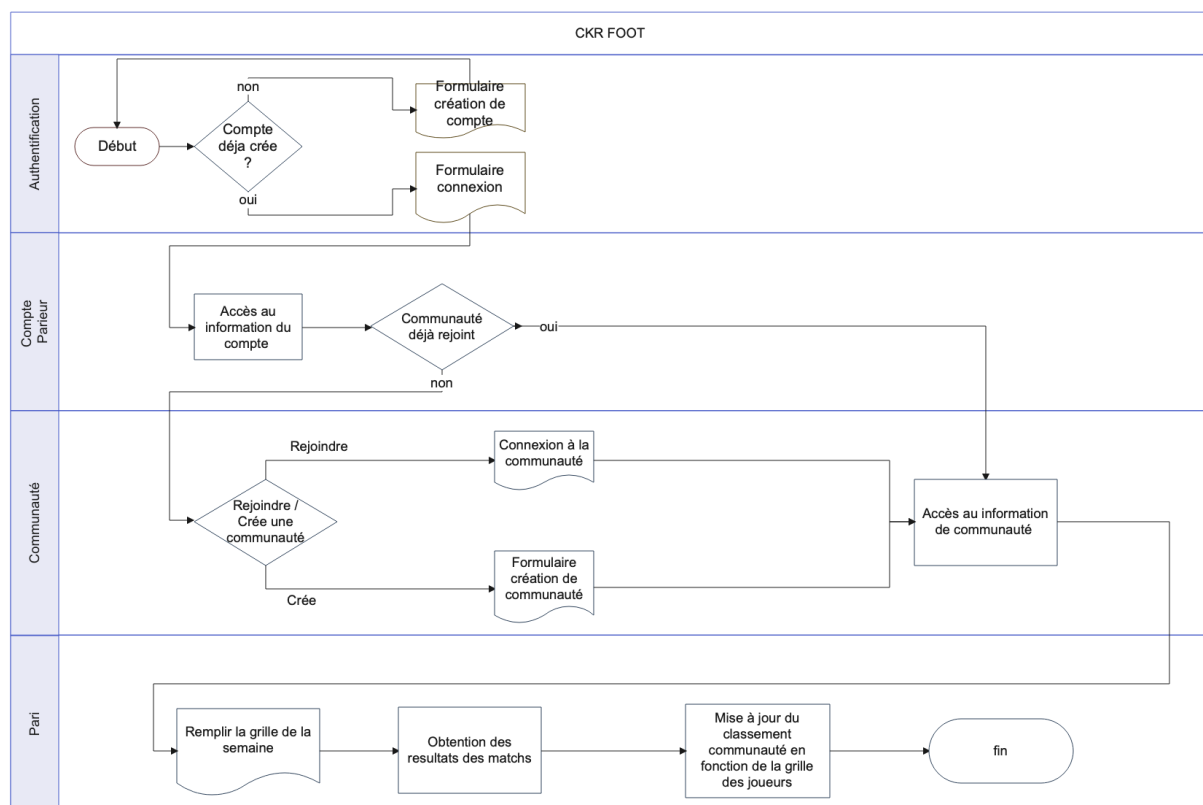 CKR FOOT
Authentification
non
Formulaire
création de
compte
Début
Compte
déja crée
?
Formulaire
connexion
oui
Compte
Parieur
Accès au
information du
compte
Communauté
déjà rejoint
oui
non
Communauté
Rejoindre
Connexion à la
communauté
Rejoindre /
Crée une
communauté
Accès au information
de communauté
Formulaire
création de
communauté
Crée
Pari
Remplir la grille de la
semaine
Obtention des
resultats des matchs
Mise à jour du
classement
communauté en
fonction de la grille
des joueurs
fin